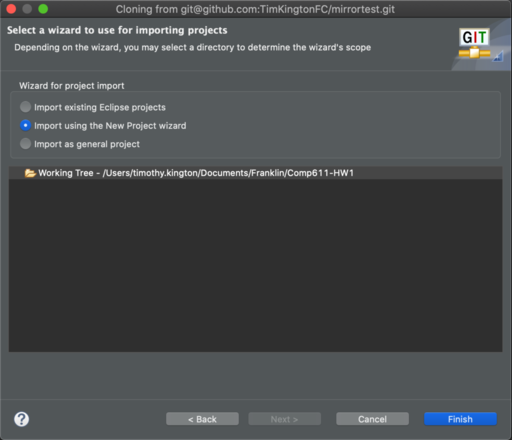 Cloning from git@github.com:TimKingtonFC/mirrortest.git
Select a wizard to use for importing projects
Depending on the wizard, you may select a directory to determine the wizard's scope
GIT
Wizard for project import
Import existing Eclipse projects
Import using the New Project wizard
Import as general project
Working Tree - /Users/timothy.kington/Documents/Franklin/Comp611-HW1
?
< Back
Next >
Cancel
Finish